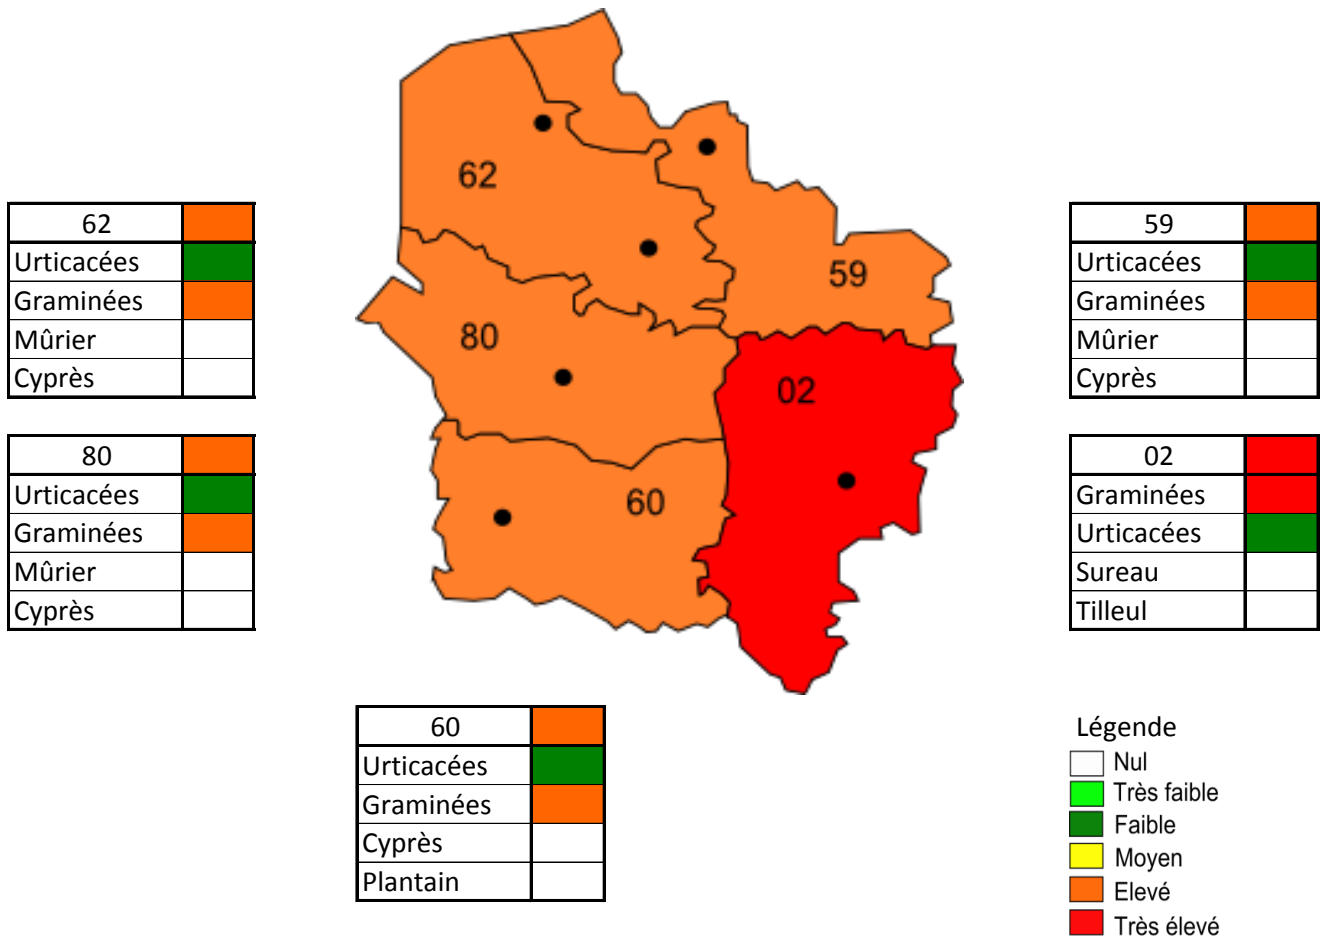 62
59
80
02
60
62
Urticacées
Graminées
Mûrier
Cyprès
59
Urticacées
Graminées
Mûrier
Cyprès
80
Urticacées
Graminées
Mûrier
Cyprès
02
Graminées
Urticacées
Sureau
Tilleul
60
Urticacées
Graminées
Cyprès
Plantain
Légende
Nul
Très faible
Faible
Moyen
Elevé
Très élevé